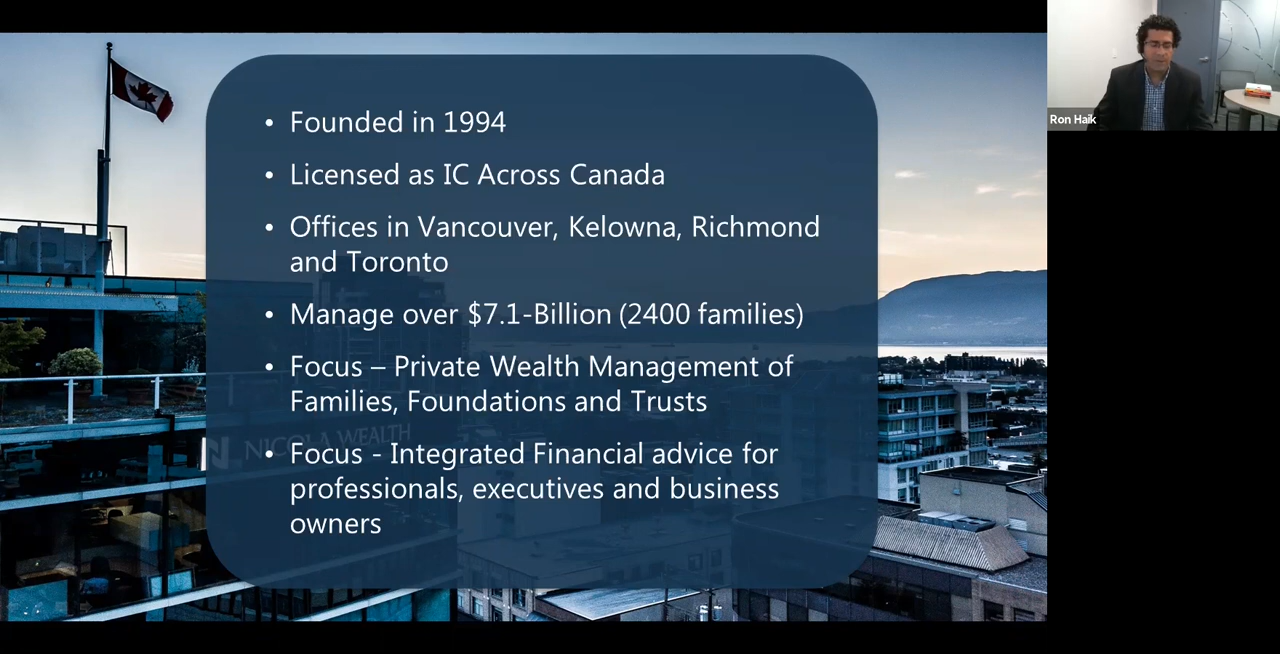 • Founded in 1994
• Licensed as IC Across Canada
• Offices in Vancouver, Kelowna, Richmond
and Toronto
• Manage over $7.1-Billion (2400 families)
• Focus – Private Wealth Management of
Families, Foundations and Trusts
NICOLA WEALTH
• Focus - Integrated Financial advice for
professionals, executives and business
owners
Ron Haik